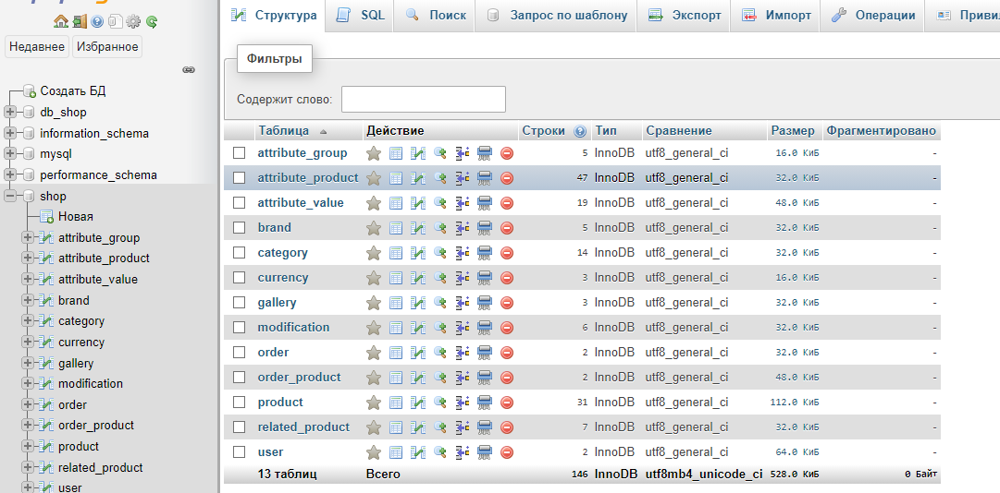 Недавнее Избранное
Создать БД
db_shop
information_schema
mysql
performance_schema
shop
Новая
attribute_group
attribute_product
attribute_value
brand
category
currency
gallery
modification
order
order_product
product
related_product
user
Структура SQL Поиск Запрос по шаблону Экспорт Импорт Операции
Фильтры
Содержит слово:
Таблица Действие Строки Тип Сравнение Размер Фрагментировано
attribute_group 5 InnoDB utf8_general_ci 16.0 КиБ -
attribute_product 47 InnoDB utf8_general_ci 32.0 КиБ -
attribute_value 19 InnoDB utf8_general_ci 48.0 КиБ -
brand 5 InnoDB utf8_general_ci 32.0 КиБ -
category 14 InnoDB utf8_general_ci 32.0 КиБ -
currency 3 InnoDB utf8_general_ci 16.0 КиБ -
gallery 3 InnoDB utf8_general_ci 32.0 КиБ -
modification 6 InnoDB utf8_general_ci 32.0 КиБ -
order 2 InnoDB utf8_general_ci 32.0 КиБ -
order_product 2 InnoDB utf8_general_ci 48.0 КиБ -
product 31 InnoDB utf8_general_ci 112.0 КиБ -
related_product 7 InnoDB utf8_general_ci 32.0 КиБ -
user 2 InnoDB utf8_general_ci 64.0 КиБ -
13 таблиц Всего 146 InnoDB utf8mb4_unicode_ci 528.0 КиБ 0 Байт